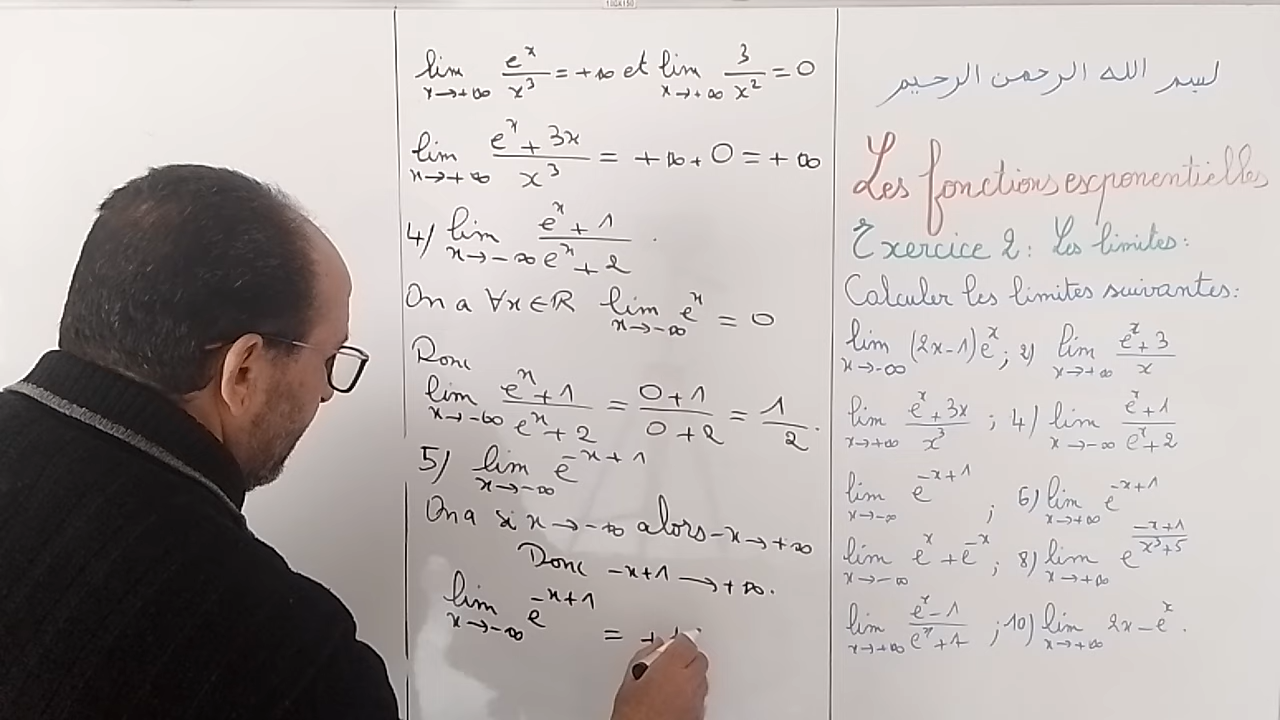 lim x→+∞ e^x/x^3 = +∞ et lim x→+∞ 3/x^2 = 0
lim x→+∞ (e^x + 3x)/x^3 = +∞ + 0 = +∞
4/ lim x→-∞ (e^x + 1)/(e^x + 2) .
On a ∀x∈ℝ lim x→-∞ e^x = 0
Donc
lim x→-∞ (e^x + 1)/(e^x + 2) = (0+1)/(0+2) = 1/2 .
5) lim x→-∞ e^(-x+1)
On a si x→-∞ alors -x→+∞
Donc -x+1 → +∞.
lim x→-∞ e^(-x+1)
= +
بسم الله الرحمن الرحيم
Les fonctions exponentielles
Exercice 2: Les limites:
Calculer les limites suivantes:
lim x→-∞ (2x-1)e^x ; 2) lim x→+∞ (e^x+3)/x
lim x→+∞ (e^x+3x)/x^3 ; 4) lim x→-∞ (e^x+1)/(e^x+2)
lim x→-∞ e^(-x+1) ; 6) lim x→+∞ e^(-x+1)
lim x→-∞ e^x + e^(-x) ; 8) lim x→+∞ e^((-x+1)/(x^3+5))
lim x→+∞ (e^x-1)/(e^x+1) ; 10) lim x→+∞ 2x-e^x .